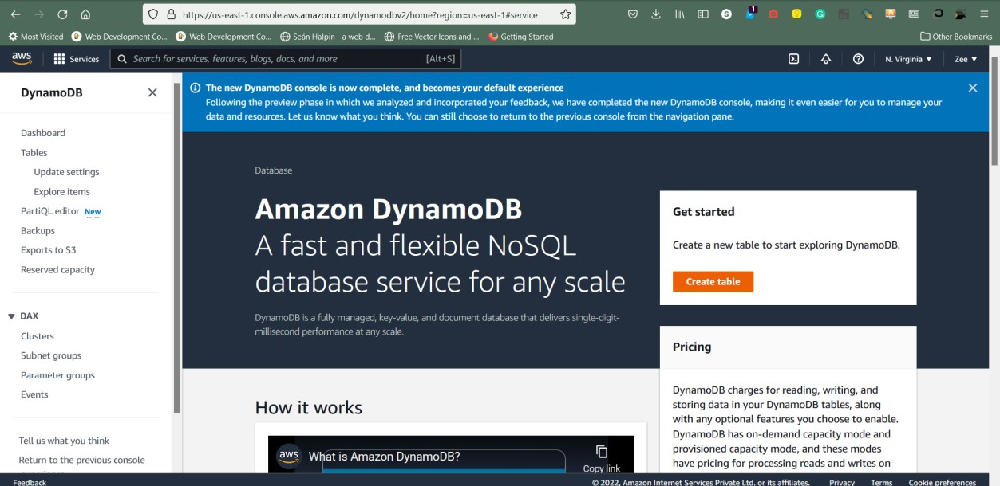 https://us-east-1.console.aws.amazon.com/dynamodbv2/home?region=us-east-1#service
S
1
G
Most Visited
Web Development Co...
Web Development Co...
Seán Halpin - a web d...
Free Vector Icons and ...
Getting Started
Other Bookmarks
aws
Services
Search for services, features, blogs, docs, and more
[Alt+S]
N. Virginia
Zee
DynamoDB
Dashboard
Tables
Update settings
Explore items
PartiQL editor New
Backups
Exports to S3
Reserved capacity
DAX
Clusters
Subnet groups
Parameter groups
Events
Tell us what you think
Return to the previous console
The new DynamoDB console is now complete, and becomes your default experience
Following the preview phase in which we analyzed and incorporated your feedback, we have completed the new DynamoDB console, making it even easier for you to manage your
data and resources. Let us know what you think. You can still choose to return to the previous console from the navigation pane.
Database
Amazon DynamoDB
A fast and flexible NoSQL
database service for any scale
DynamoDB is a fully managed, key-value, and document database that delivers single-digit-
millisecond performance at any scale.
Get started
Create a new table to start exploring DynamoDB.
Create table
Pricing
DynamoDB charges for reading, writing, and
storing data in your DynamoDB tables, along
with any optional features you choose to enable.
DynamoDB has on-demand capacity mode and
provisioned capacity mode, and these modes
have pricing for processing reads and writes on
How it works
aws
What is Amazon DynamoDB?
Copy link
Feedback
© 2022, Amazon Internet Services Private Ltd. or its affiliates.
Privacy
Terms
Cookie preferences